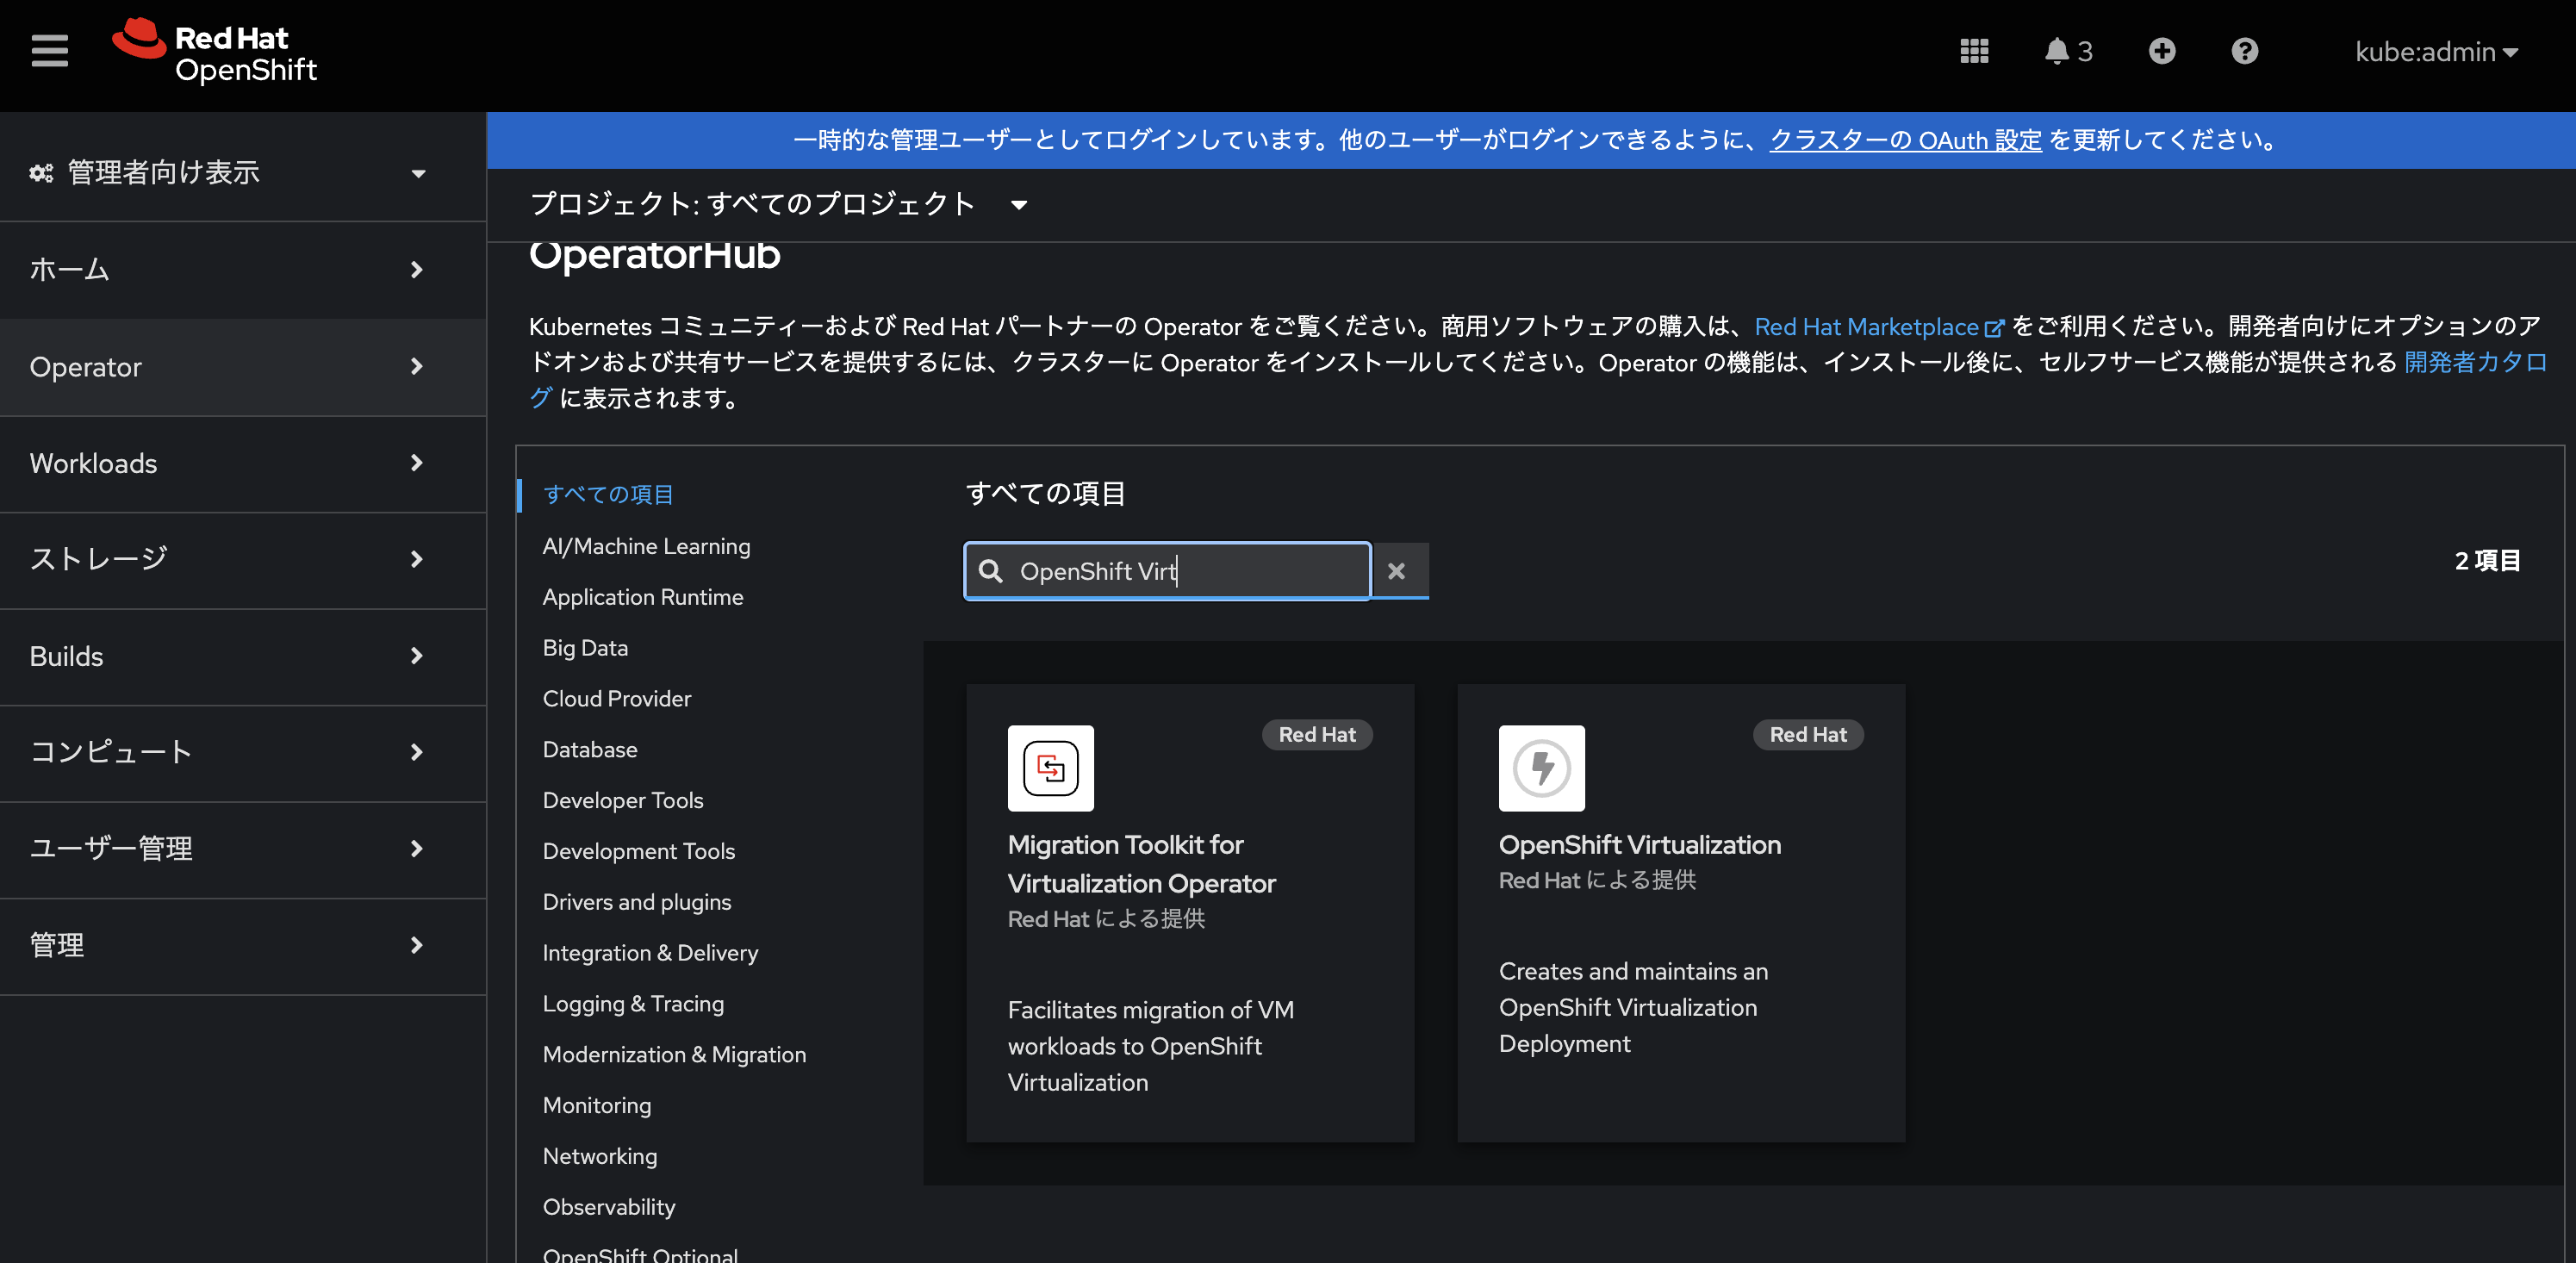 Red Hat
OpenShift
3
kube:admin
管理者向け表示
ホーム
Operator
Workloads
ストレージ
Builds
コンピュート
ユーザー管理
管理
一時的な管理ユーザーとしてログインしています。他のユーザーがログインできるように、クラスターの OAuth 設定 を更新してください。
プロジェクト: すべてのプロジェクト
OperatorHub
Kubernetes コミュニティーおよび Red Hat パートナーの Operator をご覧ください。商用ソフトウェアの購入は、Red Hat Marketplace をご利用ください。開発者向けにオプションのア
ドオンおよび共有サービスを提供するには、クラスターに Operator をインストールしてください。Operator の機能は、インストール後に、セルフサービス機能が提供される 開発者カタロ
グ に表示されます。
すべての項目
AI/Machine Learning
Application Runtime
Big Data
Cloud Provider
Database
Developer Tools
Development Tools
Drivers and plugins
Integration & Delivery
Logging & Tracing
Modernization & Migration
Monitoring
Networking
Observability
OpenShift Optional
すべての項目
OpenShift Virt
2 項目
Red Hat
Migration Toolkit for
Virtualization Operator
Red Hat による提供
Facilitates migration of VM
workloads to OpenShift
Virtualization
Red Hat
OpenShift Virtualization
Red Hat による提供
Creates and maintains an
OpenShift Virtualization
Deployment